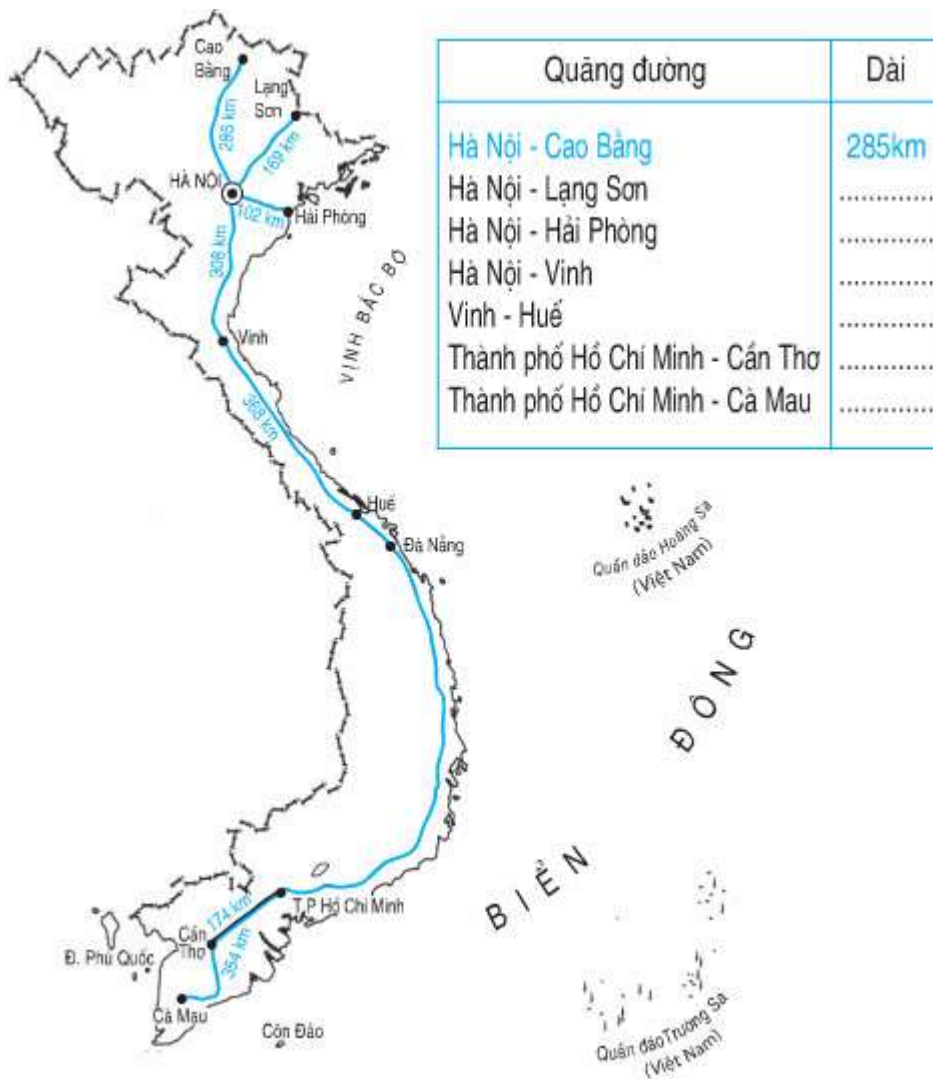 Cao
Bằng
Lạng
Sơn
285 km
169 km
HÀ NỘI
102 km
Hải Phòng
308 km
Vinh
368 km
VỊNH BẮC BỘ
Huế
Đà Nẵng
Quãng đường Dài
Hà Nội - Cao Bằng 285km
Hà Nội - Lạng Sơn ...........
Hà Nội - Hải Phòng ...........
Hà Nội - Vinh ...........
Vinh - Huế ...........
Thành phố Hồ Chí Minh - Cần Thơ ...........
Thành phố Hồ Chí Minh - Cà Mau ...........
Quần đảo Hoàng Sa
(Việt Nam)
BIỂN ĐÔNG
T.P Hồ Chí Minh
174 km
Cần
Thơ
354 km
Đ. Phú Quốc
Cà Mau
Côn Đảo
Quần đảo Trường Sa
(Việt Nam)